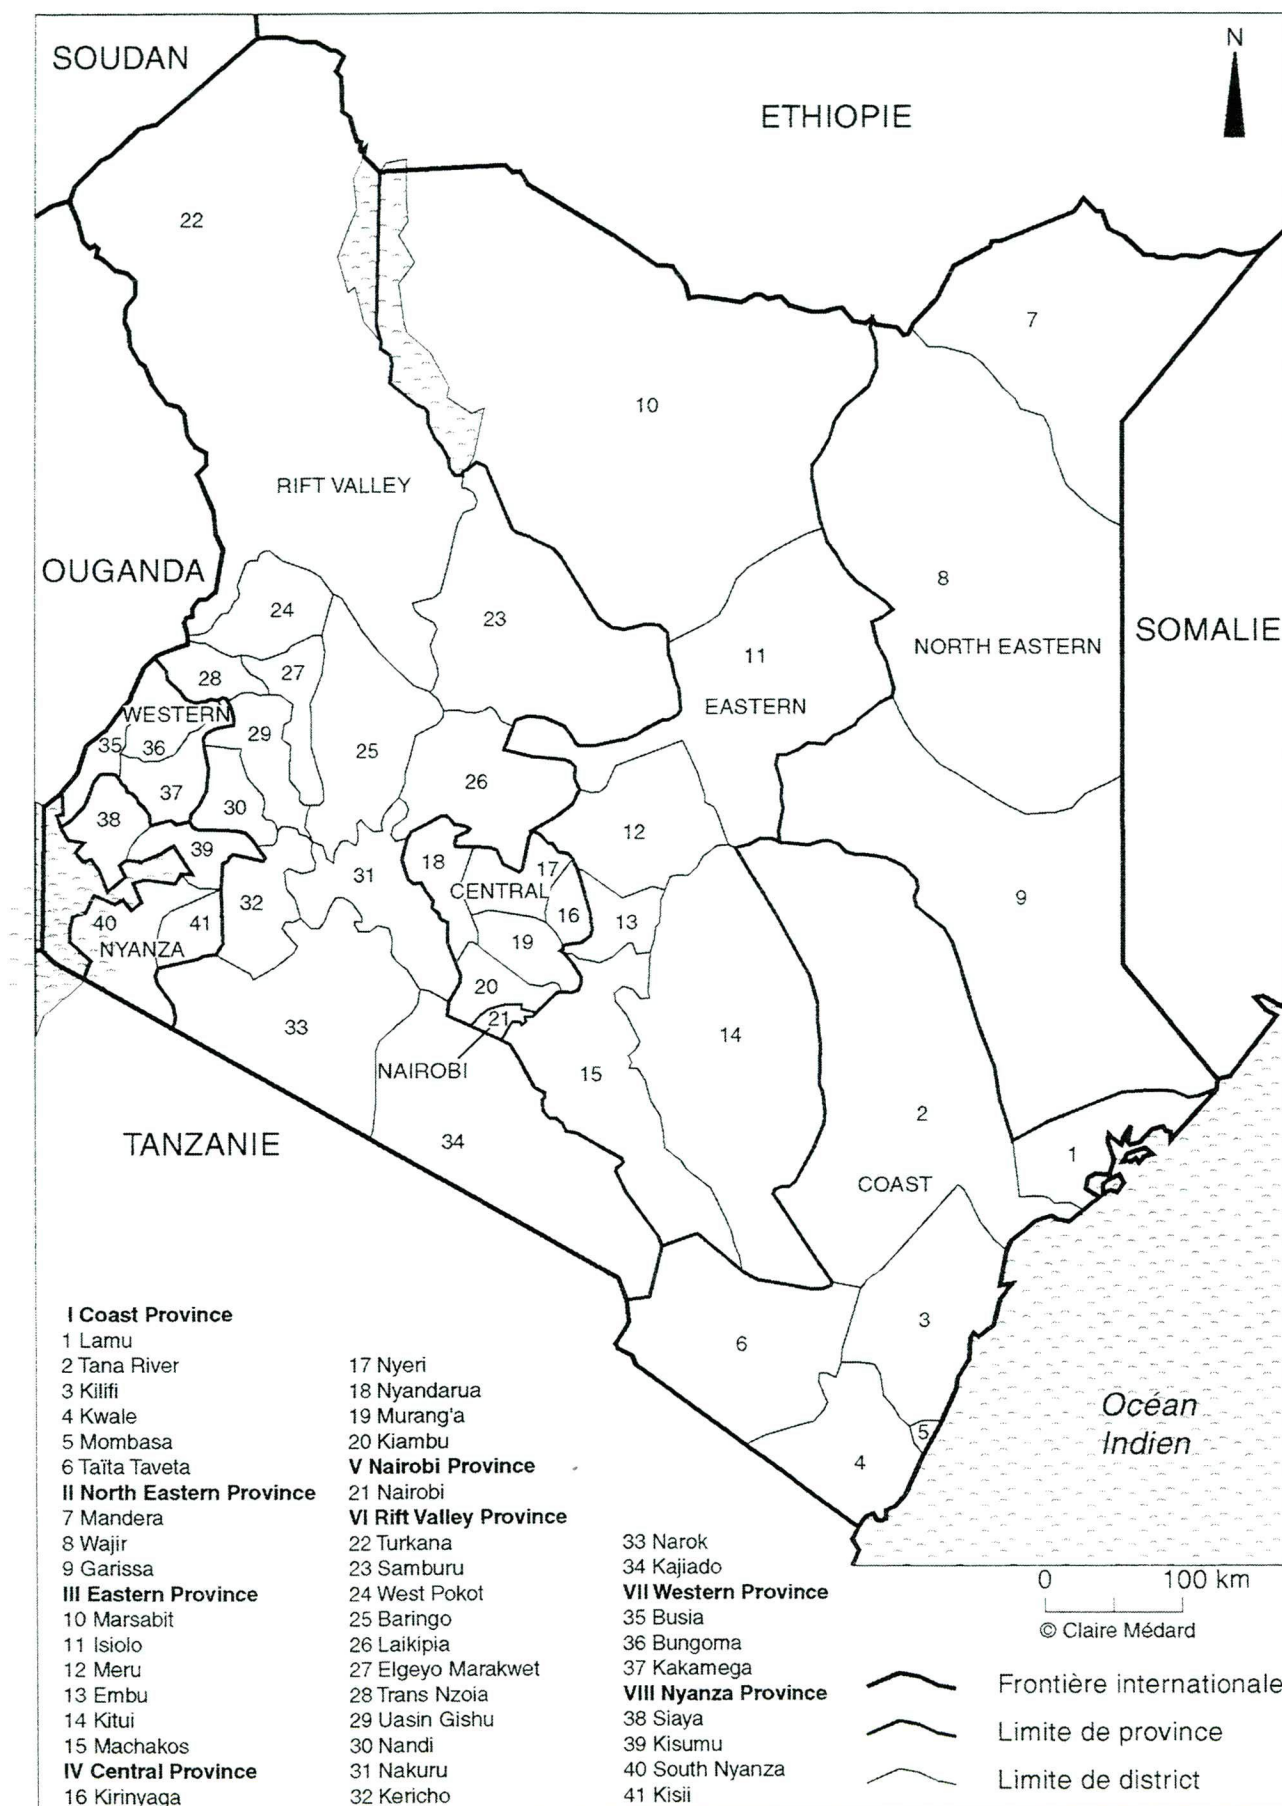 SOUDAN
N
ETHIOPIE
22
7
10
RIFT VALLEY
OUGANDA
8
24
23
SOMALIE
NORTH EASTERN
11
27
28
EASTERN
WESTERN
29
35
36
25
26
37
30
38
12
39
18
17
31
CENTRAL
9
32
16
40
41
13
NYANZA
19
20
21
33
14
NAIROBI
15
2
TANZANIE
34
1
COAST
3
6
5
4
Océan
Indien
I Coast Province
1 Lamu
2 Tana River
3 Kilifi
4 Kwale
5 Mombasa
6 Taïta Taveta
II North Eastern Province
7 Mandera
8 Wajir
9 Garissa
III Eastern Province
10 Marsabit
11 Isiolo
12 Meru
13 Embu
14 Kitui
15 Machakos
IV Central Province
16 Kirinyaga
17 Nyeri
18 Nyandarua
19 Murang'a
20 Kiambu
V Nairobi Province
21 Nairobi
VI Rift Valley Province
22 Turkana
23 Samburu
24 West Pokot
25 Baringo
26 Laikipia
27 Elgeyo Marakwet
28 Trans Nzoia
29 Uasin Gishu
30 Nandi
31 Nakuru
32 Kericho
33 Narok
34 Kajiado
VII Western Province
35 Busia
36 Bungoma
37 Kakamega
VIII Nyanza Province
38 Siaya
39 Kisumu
40 South Nyanza
41 Kisii
0 100 km
© Claire Médard
Frontière internationale
Limite de province
Limite de district